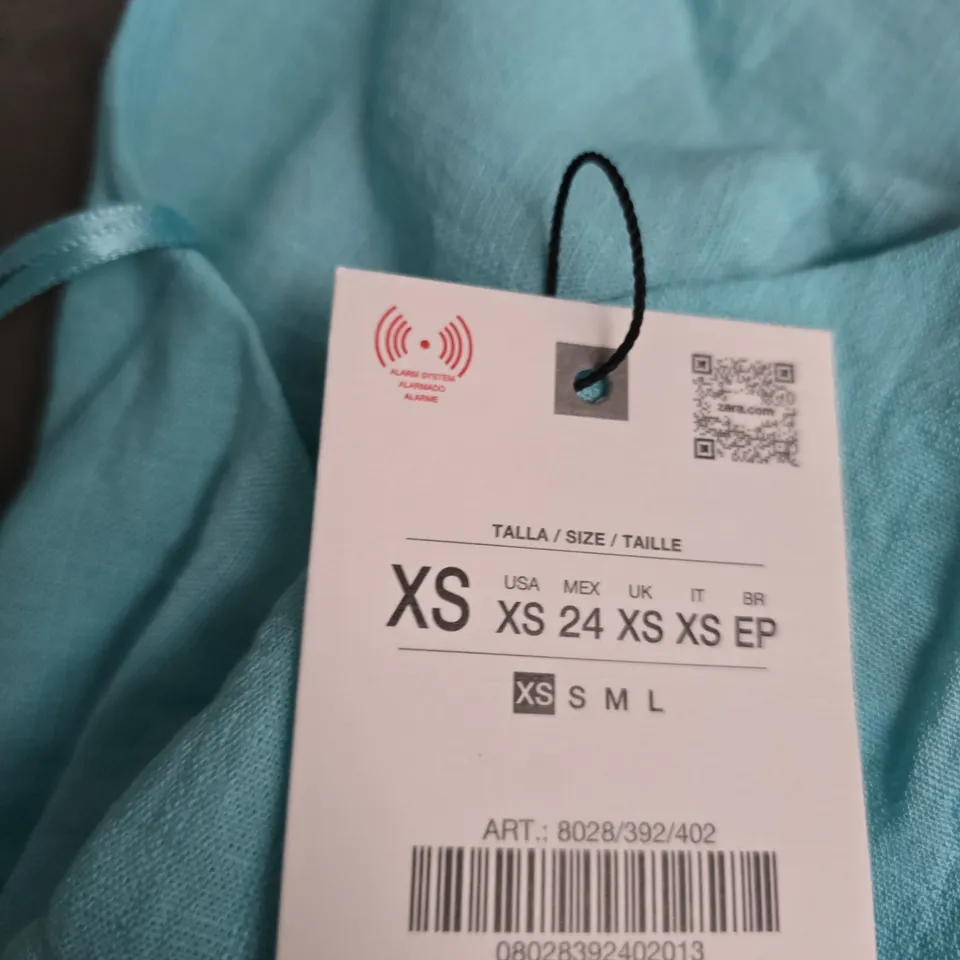 ALARM SYSTEM
ALARMADO
ALARME
zara.com
TALLA / SIZE / TAILLE
XS
USA MEX UK IT BR
XS 24 XS XS EP
XS S M L
ART.: 8028/392/402
08028392402013